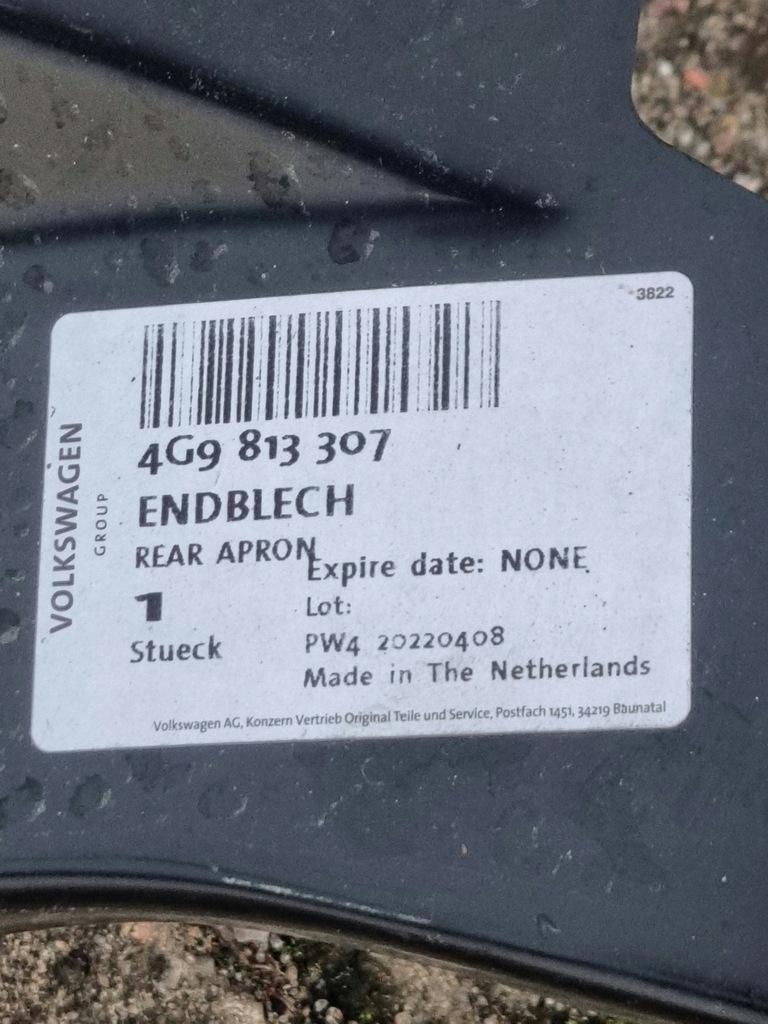 3822
VOLKSWAGEN
GROUP
4G9 813 307
ENDBLECH
REAR APRON
Expire date: NONE
1
Lot:
Stueck
PW4 20220408
Made in The Netherlands
Volkswagen AG, Konzern Vertrieb Original Teile und Service, Postfach 1451, 34219 Baunatal